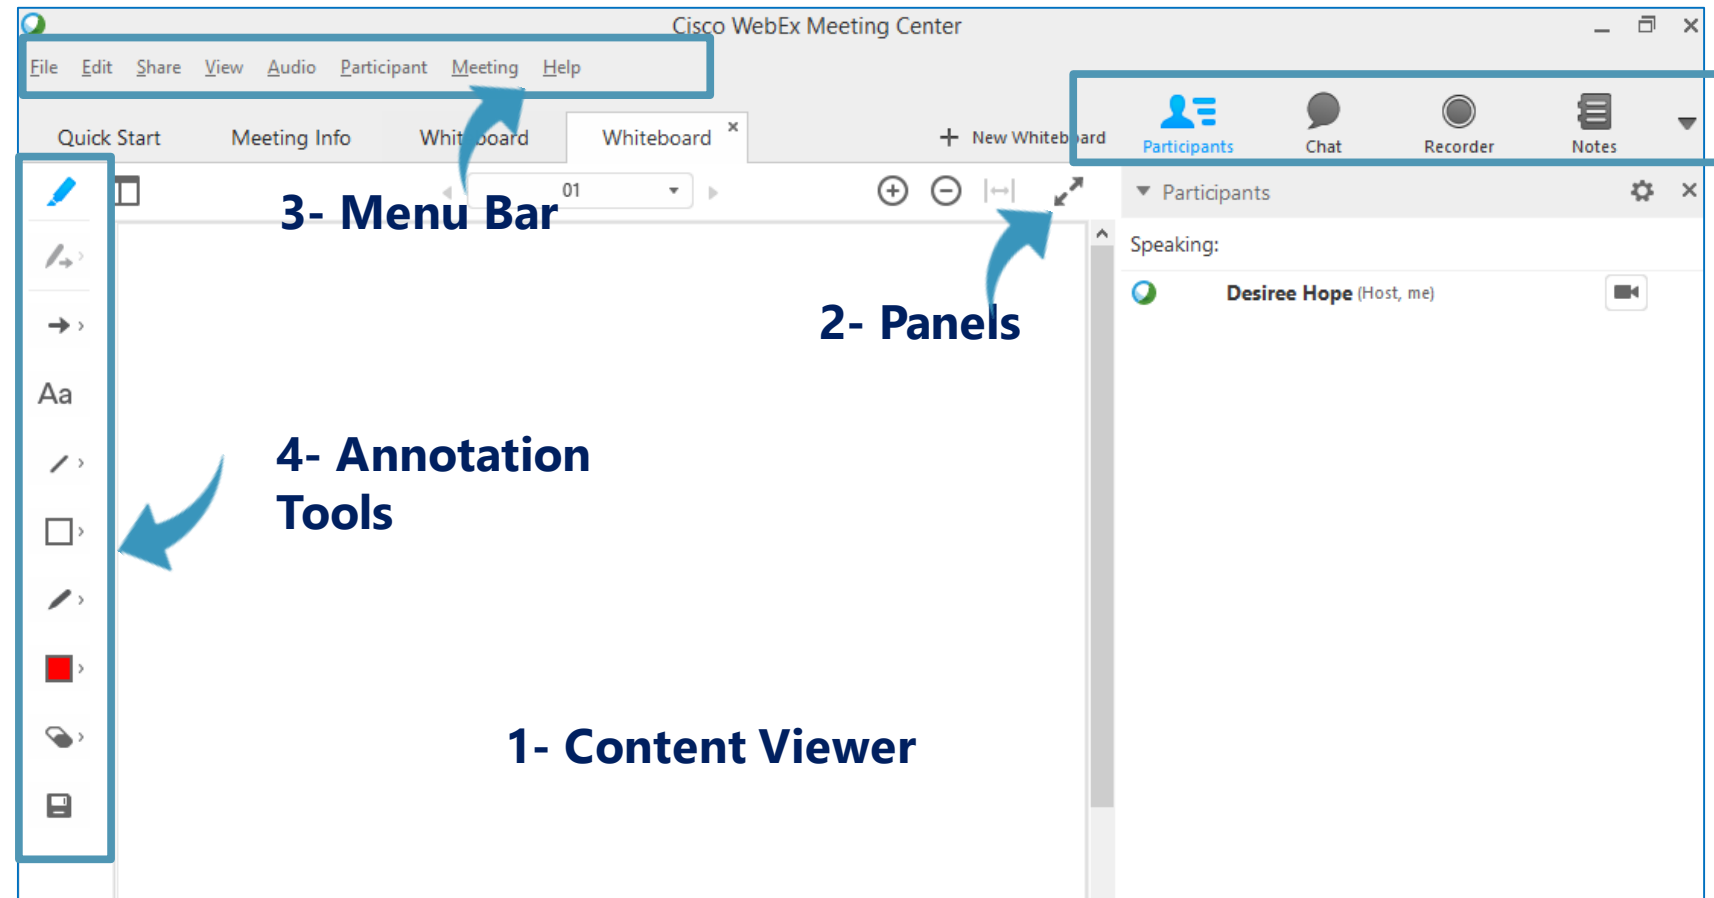 Cisco WebEx Meeting Center
File Edit Share View Audio Participant Meeting Help
Quick Start Meeting Info Whiteboard Whiteboard + New Whiteboard
Participants Chat Recorder Notes
01
Participants
3- Menu Bar
Speaking:
Desiree Hope (Host, me)
2- Panels
Aa
4- Annotation
Tools
1- Content Viewer